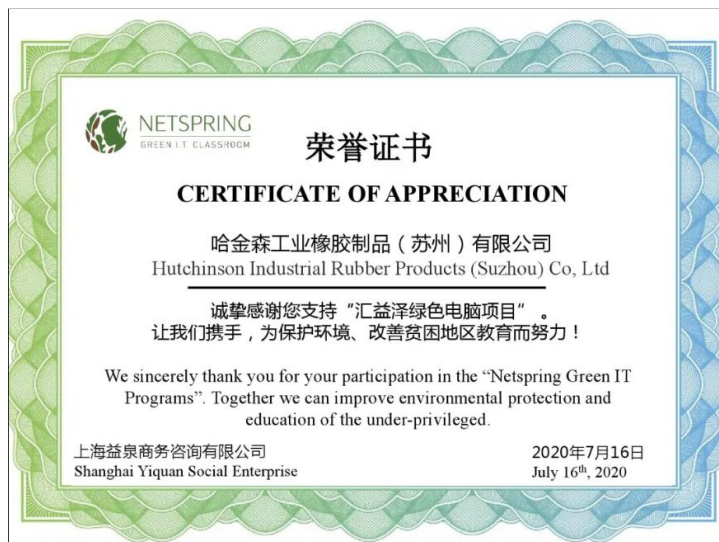 NETSPRING
GREEN I.T. CLASSROOM
荣誉证书
CERTIFICATE OF APPRECIATION
哈金森工业橡胶制品（苏州）有限公司
Hutchinson Industrial Rubber Products (Suzhou) Co, Ltd
诚挚感谢您支持“汇益泽绿色电脑项目”。
让我们携手，为保护环境、改善贫困地区教育而努力！
We sincerely thank you for your participation in the “Netspring Green IT
Programs”. Together we can improve environmental protection and
education of the under-privileged.
上海益泉商务咨询有限公司
Shanghai Yiquan Social Enterprise
2020年7月16日
July 16th, 2020